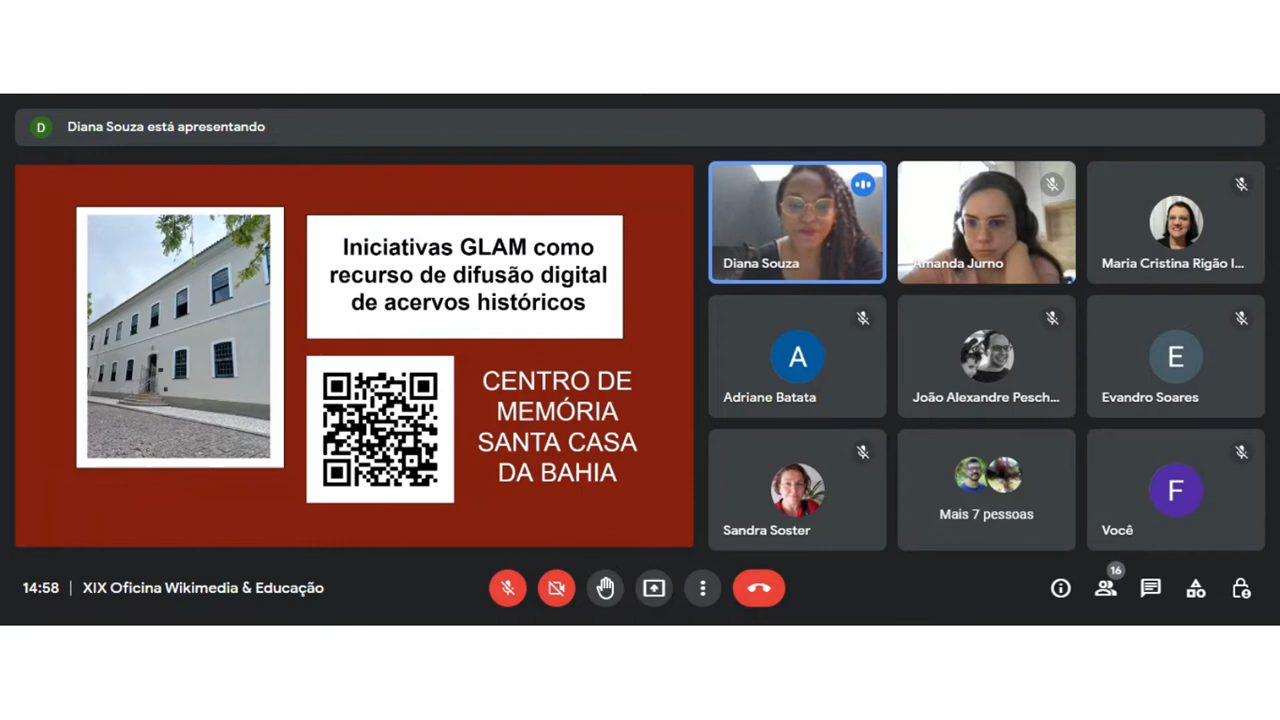 D
Diana Souza está apresentando
Iniciativas GLAM como
recurso de difusão digital
de acervos históricos
CENTRO DE
MEMÓRIA
SANTA CASA
DA BAHIA
Diana Souza
Amanda Jurno
Maria Cristina Rigão I...
A
Adriane Batata
João Alexandre Pesch...
E
Evandro Soares
Sandra Soster
Mais 7 pessoas
F
Você
14:58 | XIX Oficina Wikimedia & Educação
16